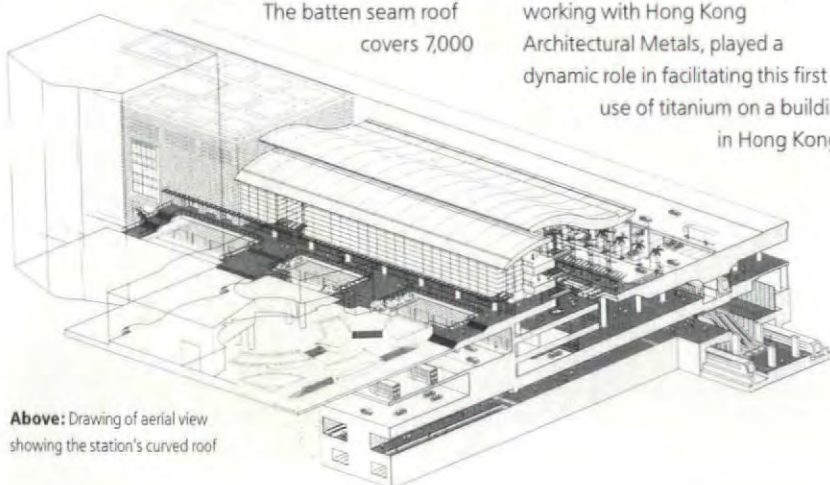 The batten seam roof
covers 7,000
working with Hong Kong
Architectural Metals, played a
dynamic role in facilitating this first
use of titanium on a buildi
in Hong Kong
Above: Drawing of aerial view
showing the station's curved roof